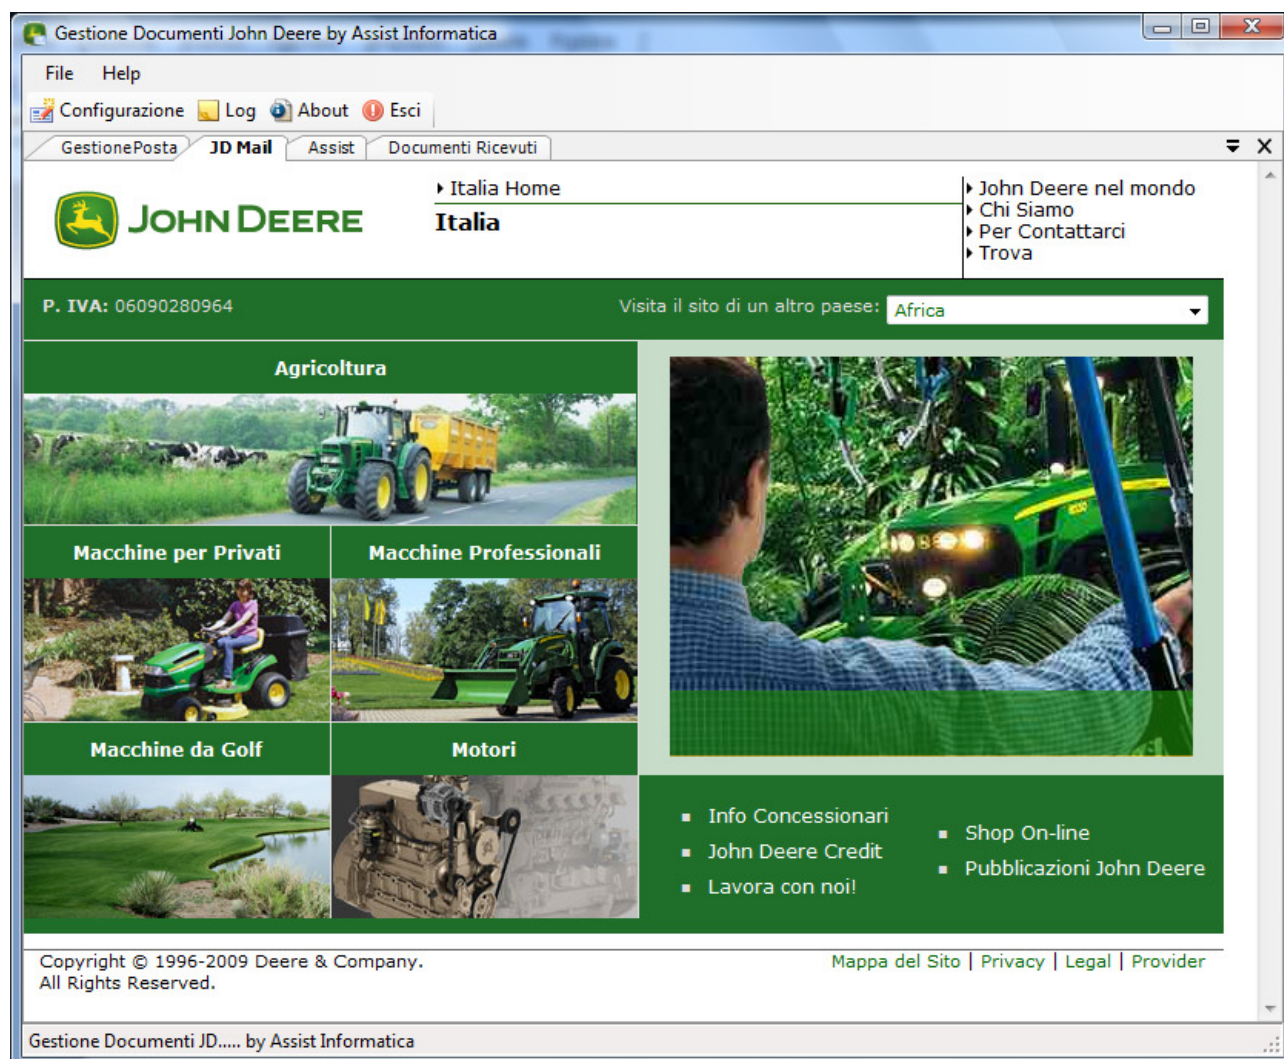 Gestione Documenti John Deere by Assist Informatica
File Help
Configurazione Log About Esci
GestionePosta JD Mail Assist Documenti Ricevuti
JOHN DEERE
Italia Home
Italia
John Deere nel mondo
Chi Siamo
Per Contattarci
Trova
P. IVA: 06090280964
Visita il sito di un altro paese: Africa
Agricoltura
Macchine per Privati
Macchine Professionali
Macchine da Golf
Motori
Info Concessionari
John Deere Credit
Lavora con noi!
Shop On-line
Pubblicazioni John Deere
Copyright © 1996-2009 Deere & Company.
All Rights Reserved.
Mappa del Sito | Privacy | Legal | Provider
Gestione Documenti JD..... by Assist Informatica